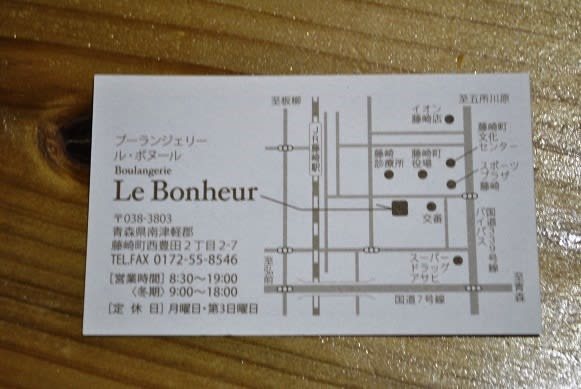 ブーランジェリー
ル・ボヌール
Boulangerie
Le Bonheur
〒038-3803
青森県南津軽郡
藤崎町西豊田2丁目2-7
TEL.FAX 0172-55-8546
[営業時間] 8:30〜19:00
〈冬期〉9:00〜18:00
[定 休 日] 月曜日・第3日曜日
至板柳
JR藤崎駅
イオン
藤崎店
至五所川原
藤崎町
文化
センター
藤崎
診療所
藤崎町
役場
スポーツ
プラザ
藤崎
交番
国道339号線
バイパス
スーパー
ドラッグ
アサヒ
至弘前
国道7号線
至青森